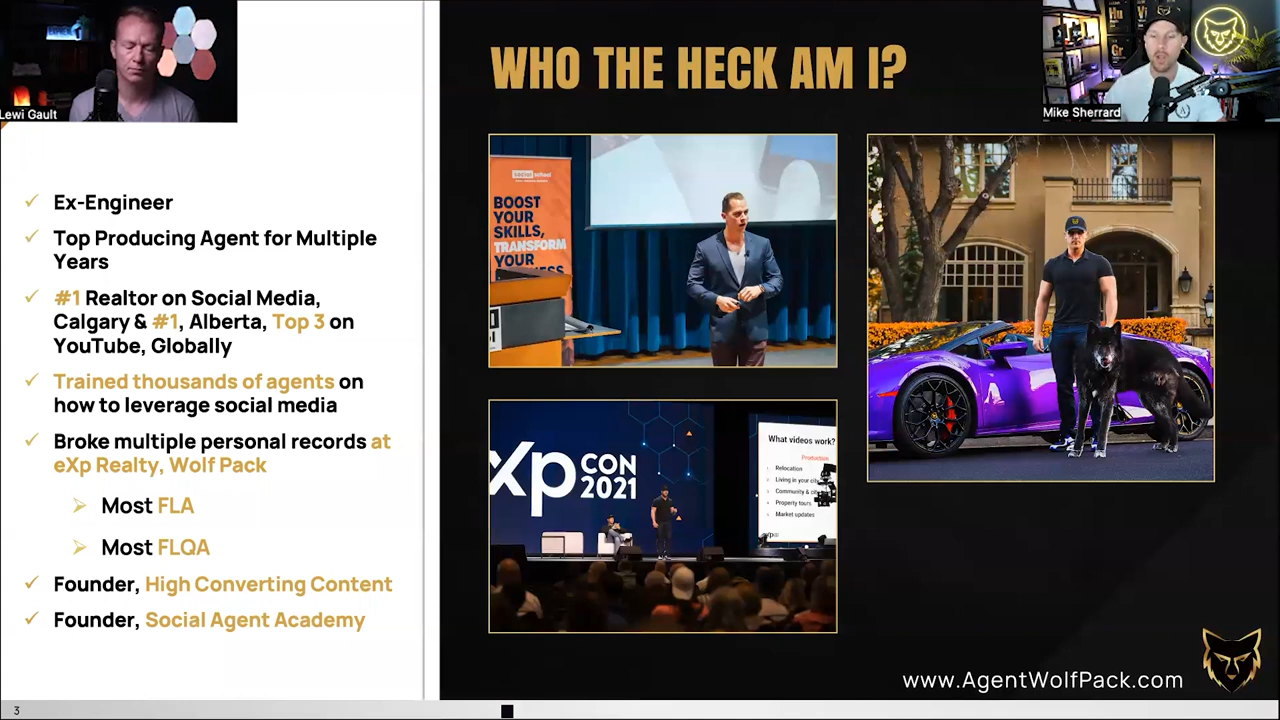 Lewi Gault
WHO THE HECK AM I?
Mike Sherrard
Ex-Engineer
Top Producing Agent for Multiple
Years
#1 Realtor on Social Media,
Calgary & #1, Alberta, Top 3 on
YouTube, Globally
Trained thousands of agents on
how to leverage social media
Broke multiple personal records at
eXp Realty, Wolf Pack
Most FLA
Most FLQA
Founder, High Converting Content
Founder, Social Agent Academy
social school
BOOST
YOUR
SKILLS,
TRANSFORM
YOUR
eXp CON
2021
What videos work?
Production
Relocation
Living in your city
Community &
Property tours
Market updates
www.AgentWolfPack.com
3